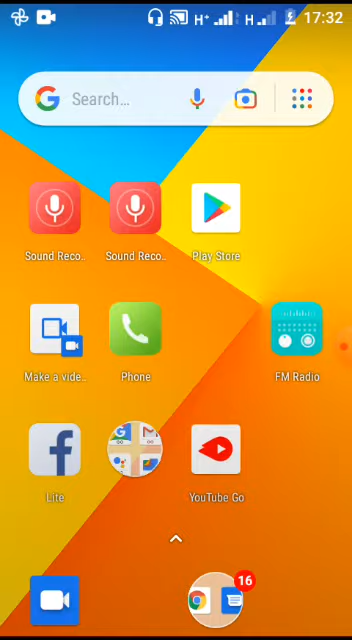 H+ H 17:32
Search...
Sound Reco.. Sound Reco.. Play Store
Make a vide.. Phone FM Radio
Lite YouTube Go
16